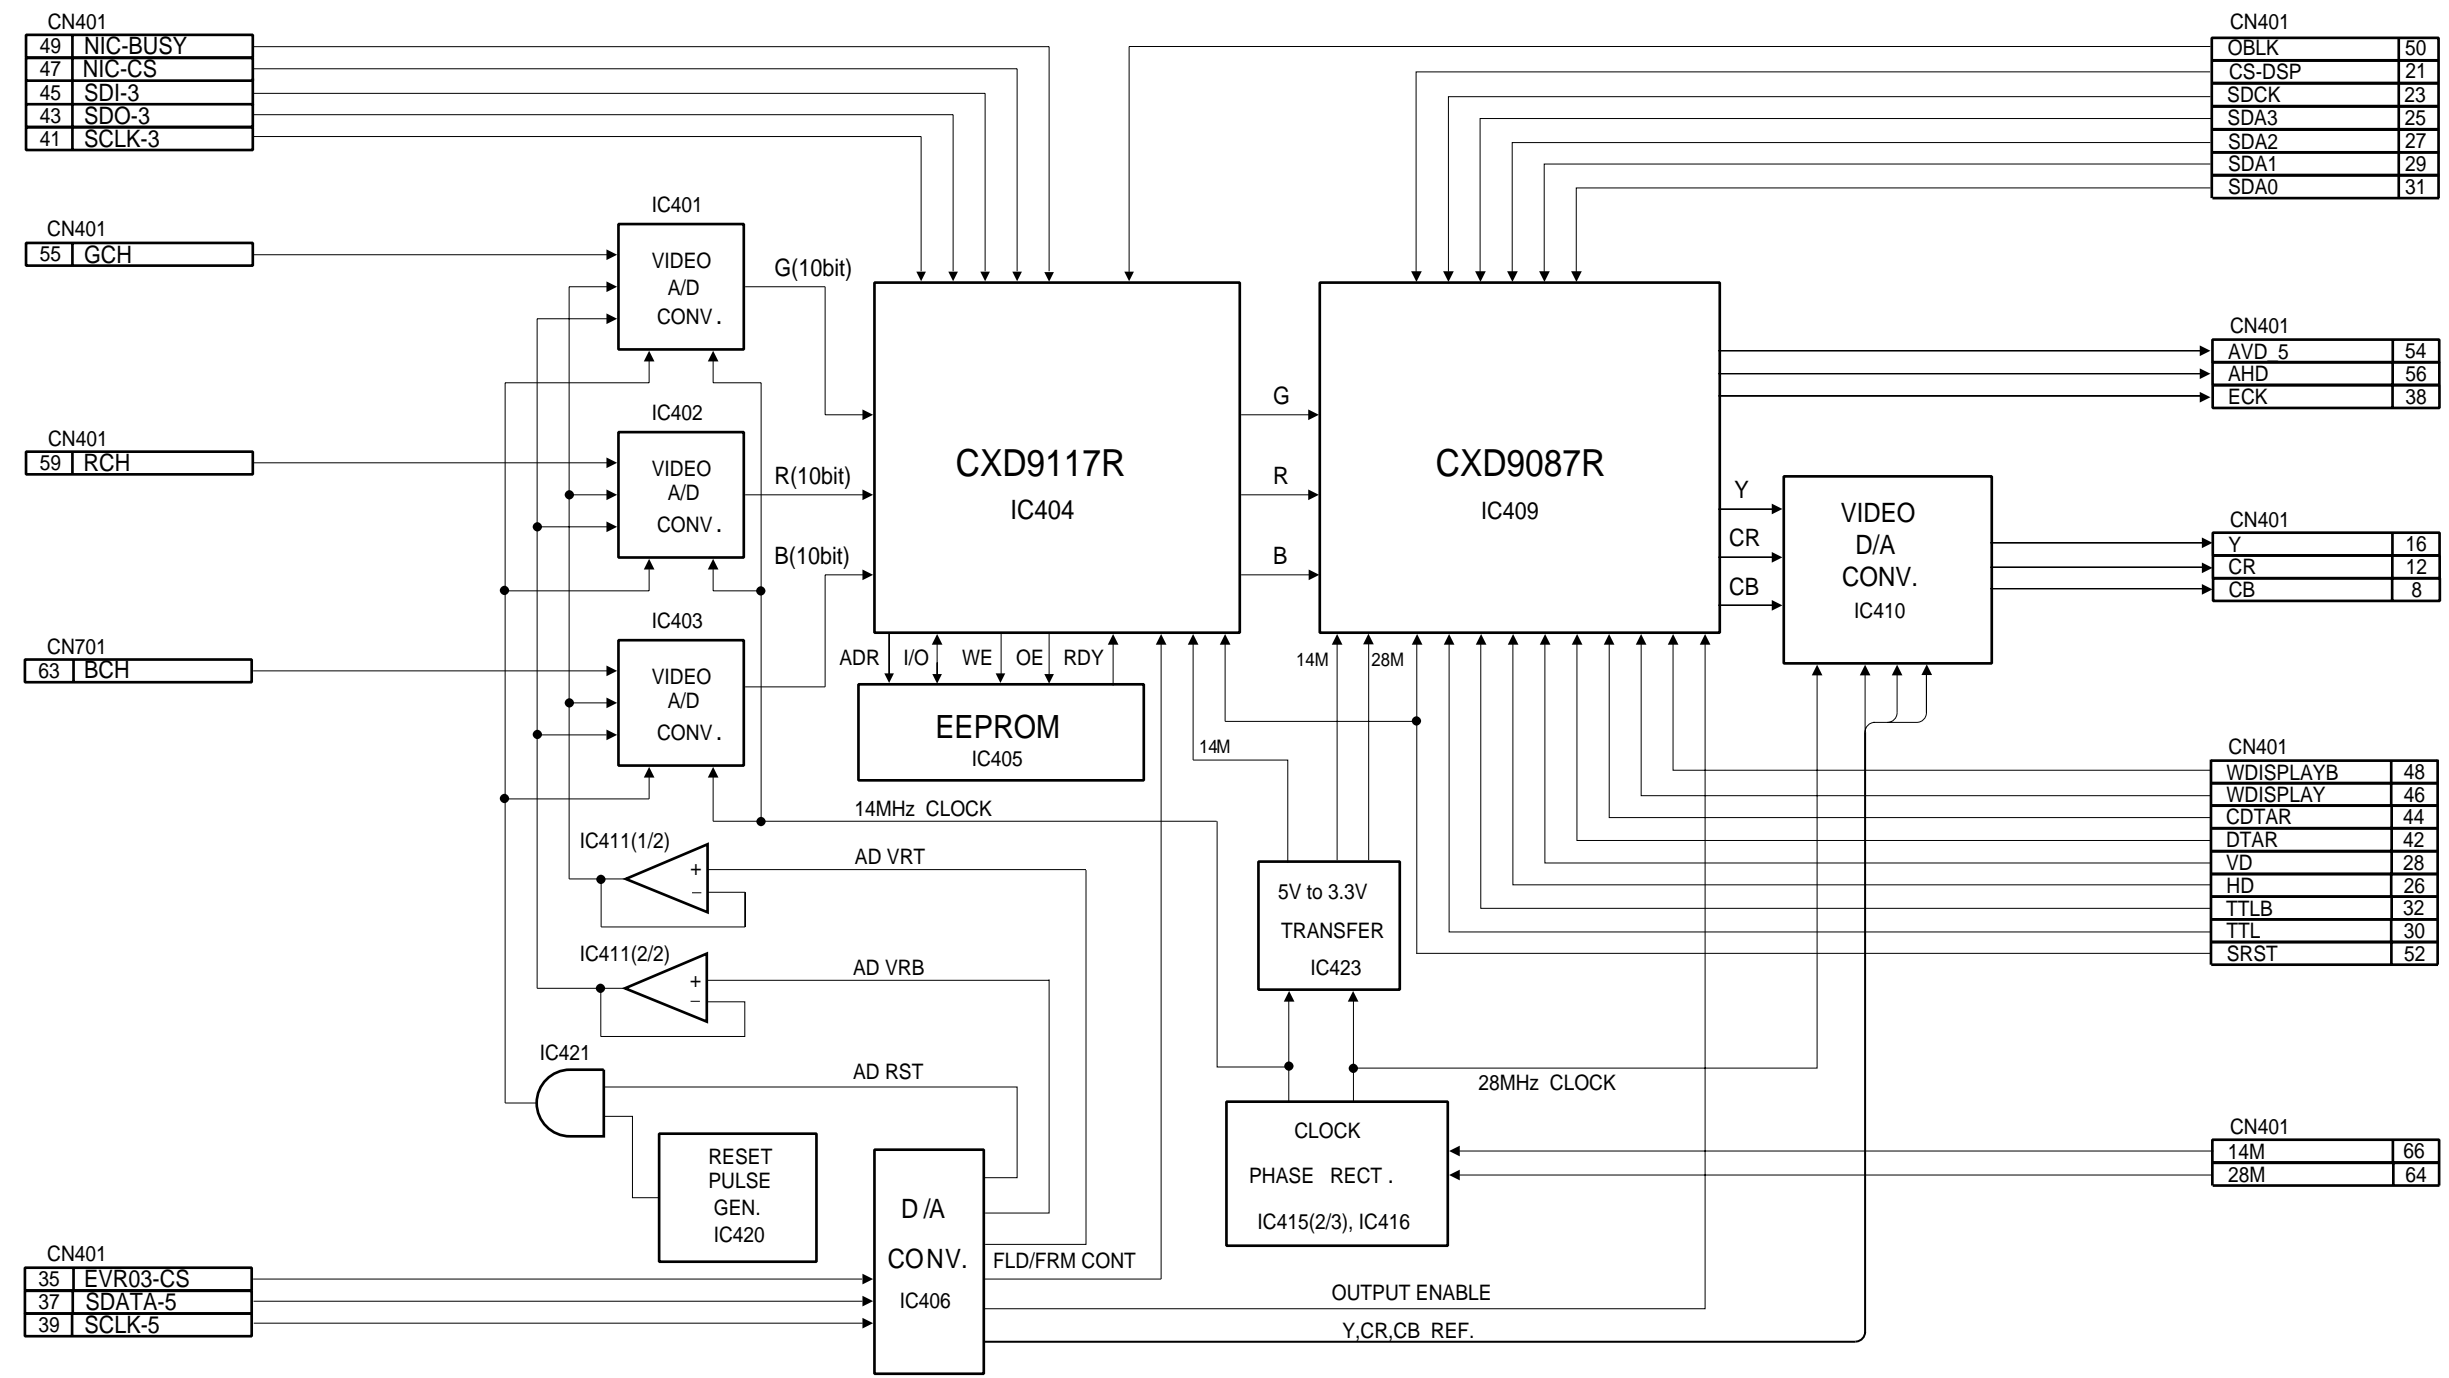 CN401
49 NIC-BUSY
47 NIC-CS
45 SDI-3
43 SDO-3
41 SCLK-3
CN401
OBLK 50
CS-DSP 21
SDCK 23
SDA3 25
SDA2 27
SDA1 29
SDA0 31
CN401
55 GCH
IC401
VIDEO
A/D
CONV.
G(10bit)
CN401
59 RCH
IC402
VIDEO
A/D
CONV.
R(10bit)
CN701
63 BCH
IC403
VIDEO
A/D
CONV.
B(10bit)
CXD9117R
IC404
G
R
B
CXD9087R
IC409
CN401
AVD_5 54
AHD 56
ECK 38
Y
CR
CB
VIDEO
D/A
CONV.
IC410
CN401
Y 16
CR 12
CB 8
ADR I/O WE OE RDY
EEPROM
IC405
14M
14M 28M
CN401
WDISPLAYB 48
WDISPLAY 46
CDTAR 44
DTAR 42
VD 28
HD 26
TTLB 32
TTL 30
SRST 52
14MHz CLOCK
IC411(1/2)
+
−
AD VRT
IC411(2/2)
+
−
AD VRB
5V to 3.3V
TRANSFER
IC423
IC421
AD RST
28MHz CLOCK
RESET
PULSE
GEN.
IC420
CLOCK
PHASE RECT.
IC415(2/3), IC416
CN401
14M 66
28M 64
CN401
35 EVR03-CS
37 SDATA-5
39 SCLK-5
D/A
CONV.
IC406
FLD/FRM CONT
OUTPUT ENABLE
Y,CR,CB REF.